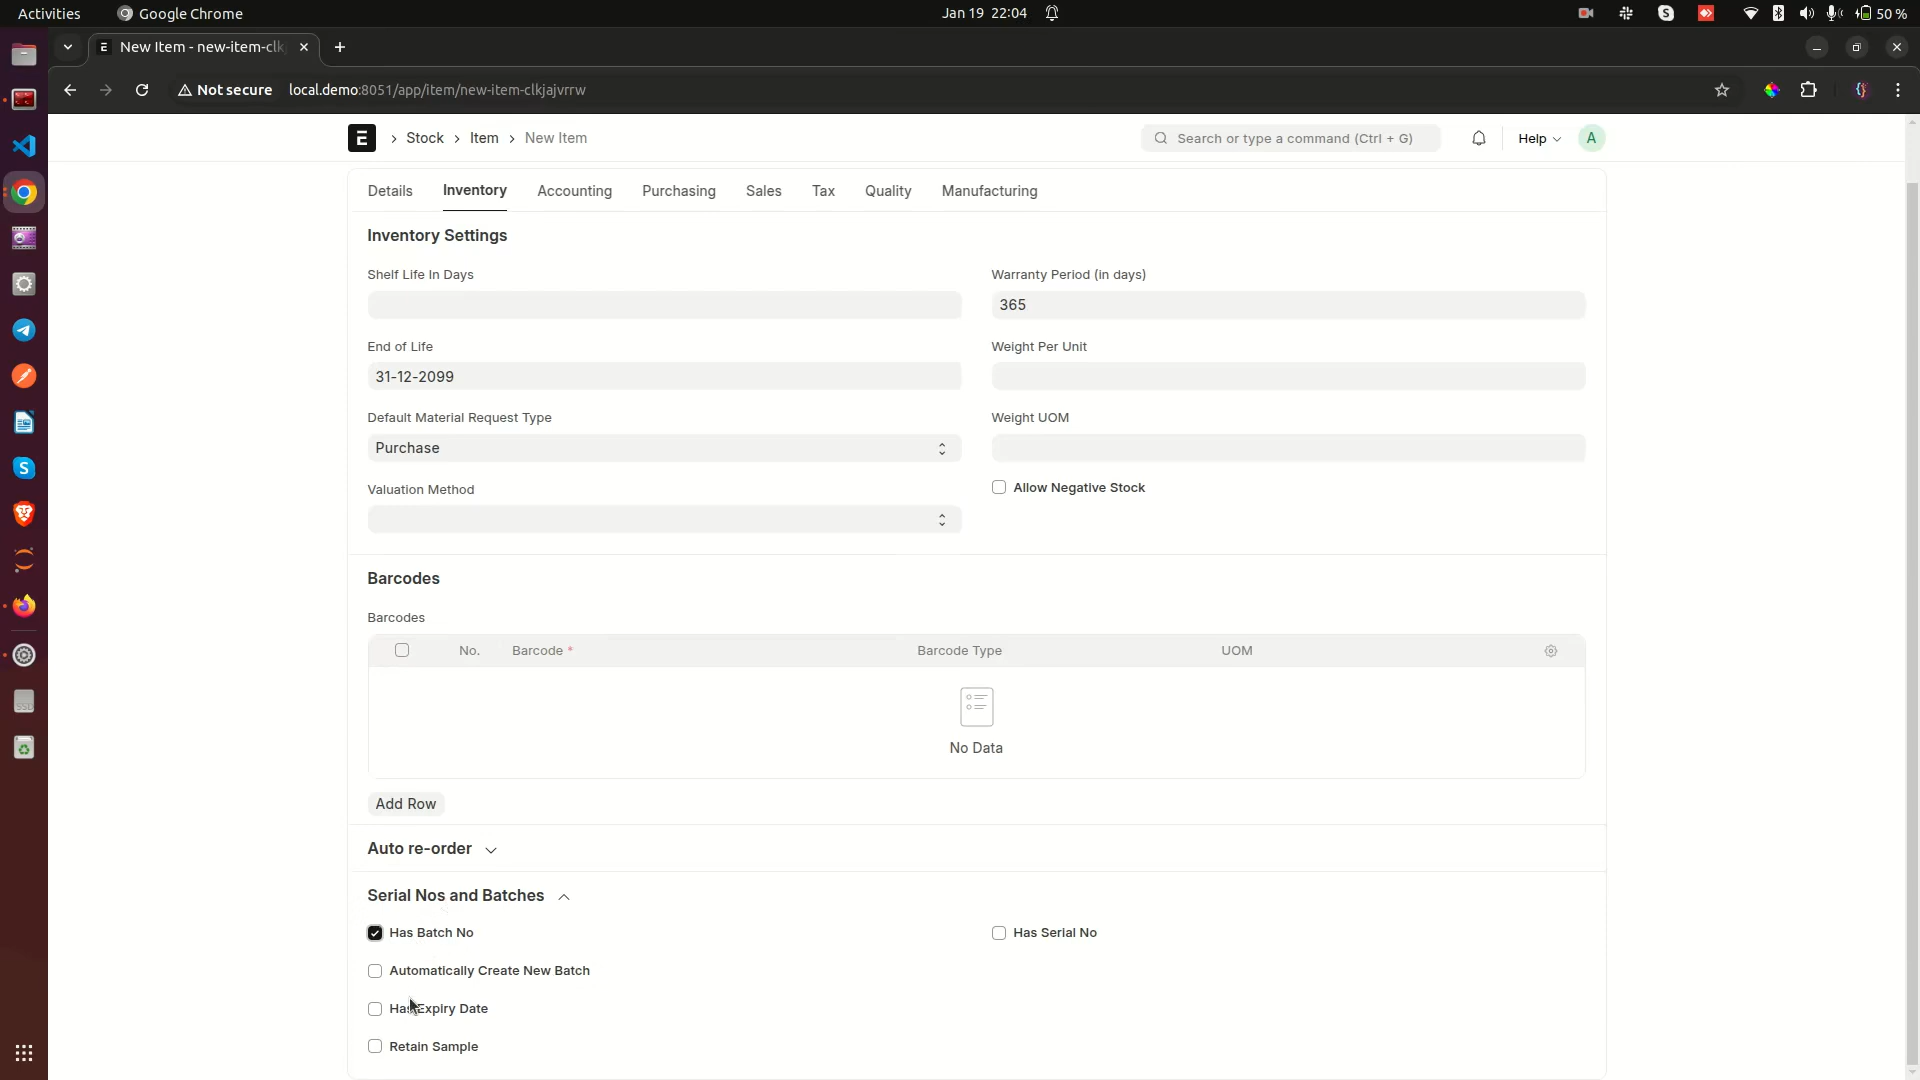 Activities
Google Chrome
Jan 19 22:04
50 %
New Item - new-item-clk
Not secure
local.demo:8051/app/item/new-item-clkjajvrrw
E
Stock
Item
New Item
Search or type a command (Ctrl + G)
Help
A
Details
Inventory
Accounting
Purchasing
Sales
Tax
Quality
Manufacturing
Inventory Settings
Shelf Life In Days
Warranty Period (in days)
365
End of Life
31-12-2099
Weight Per Unit
Default Material Request Type
Purchase
Weight UOM
Valuation Method
Allow Negative Stock
Barcodes
Barcodes
No.
Barcode *
Barcode Type
UOM
No Data
Add Row
Auto re-order
Serial Nos and Batches
Has Batch No
Has Serial No
Automatically Create New Batch
Has Expiry Date
Retain Sample